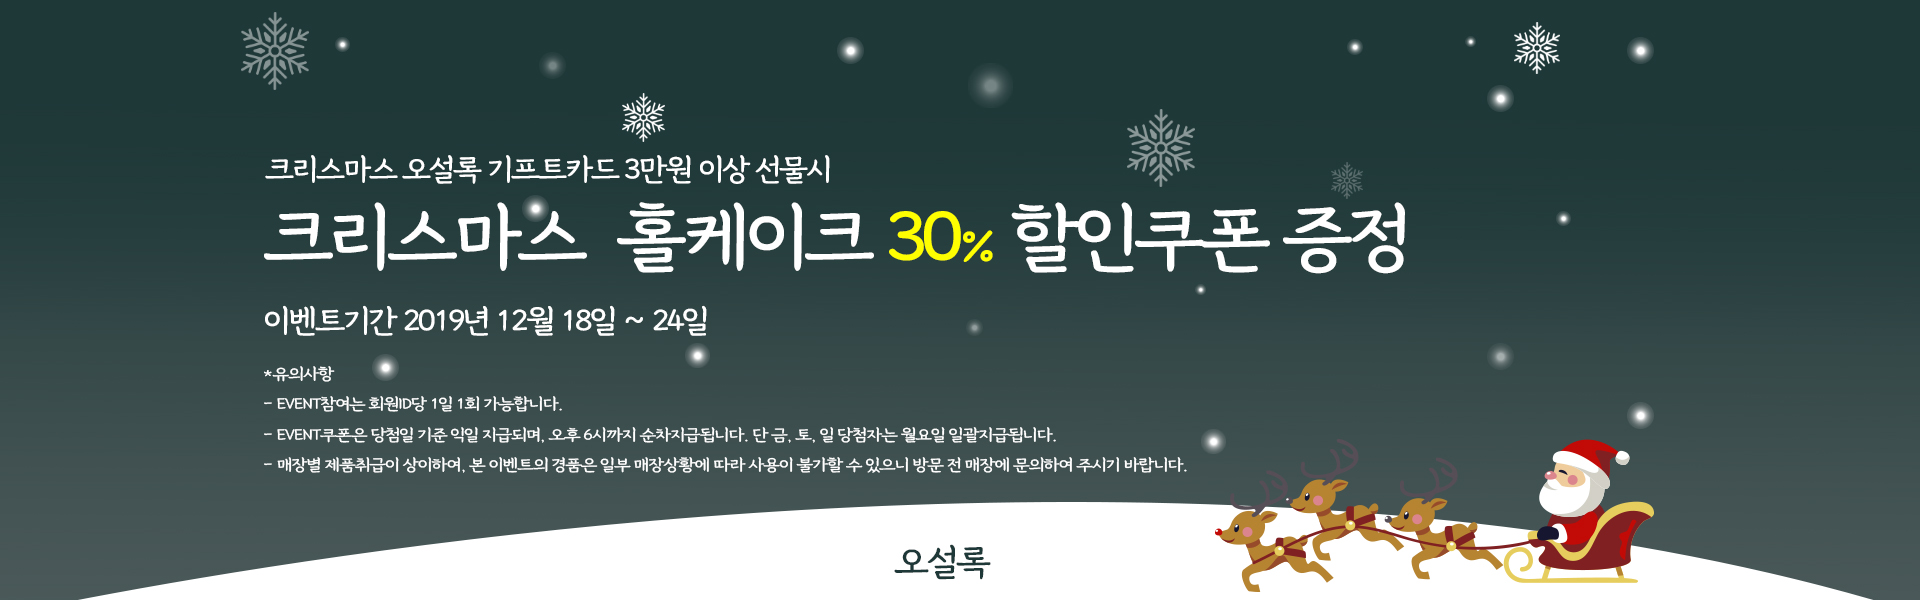 크리스마스 오설록 기프트카드 3만원 이상 선물시
크리스마스 홀케이크 30% 할인쿠폰 증정
이벤트기간 2019년 12월 18일 ~ 24일
*유의사항
- EVENT참여는 회원ID당 1일 1회 가능합니다.
- EVENT쿠폰은 당첨일 기준 익일 지급되며, 오후 6시까지 순차지급됩니다. 단 금, 토, 일 당첨자는 월요일 일괄지급됩니다.
- 매장별 제품취급이 상이하여, 본 이벤트의 경품은 일부 매장상황에 따라 사용이 불가할 수 있으니 방문 전 매장에 문의하여 주시기 바랍니다.
오설록